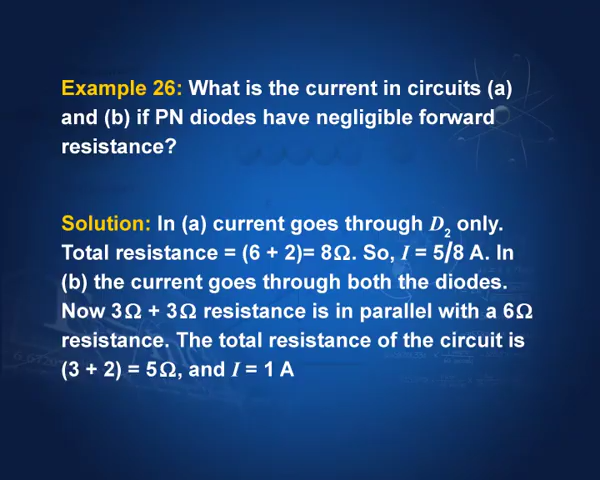 Example 26: What is the current in circuits (a)
and (b) if PN diodes have negligible forward
resistance?
Solution: In (a) current goes through D₂ only.
Total resistance = (6 + 2)= 8Ω. So, I = 5/8 A. In
(b) the current goes through both the diodes.
Now 3Ω + 3Ω resistance is in parallel with a 6Ω
resistance. The total resistance of the circuit is
(3 + 2) = 5Ω, and I = 1 A